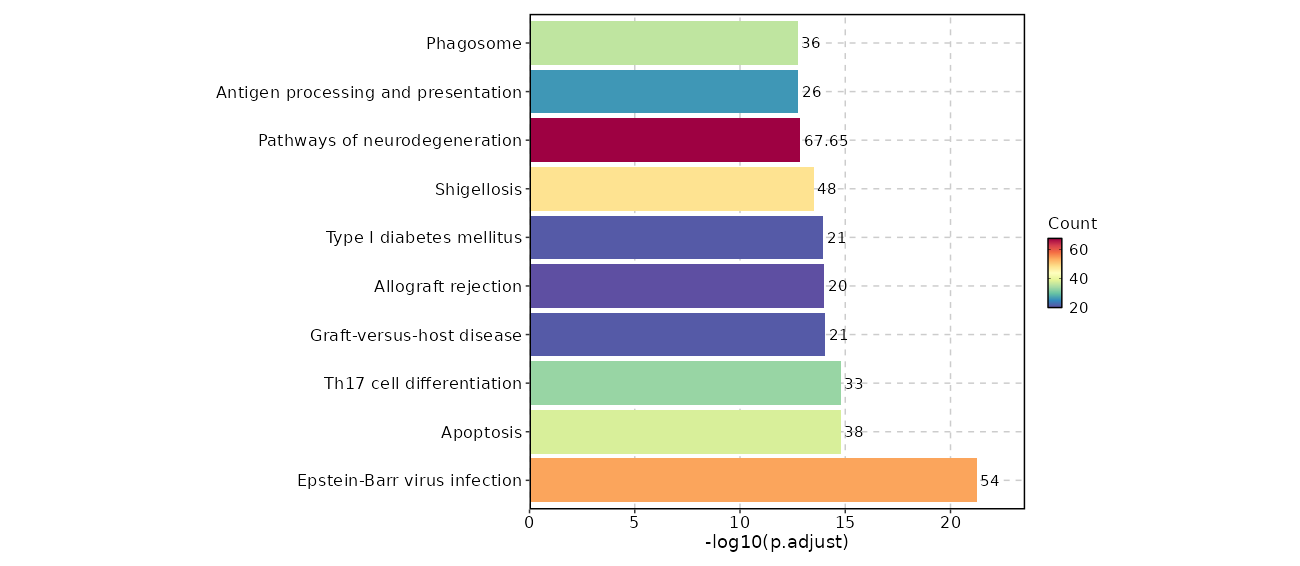 Phagosome 36
Antigen processing and presentation 26
Pathways of neurodegeneration 67.65
Shigellosis 48
Type I diabetes mellitus 21
Allograft rejection 20
Graft-versus-host disease 21
Th17 cell differentiation 33
Apoptosis 38
Epstein-Barr virus infection 54
0 5 10 15 20
-log10(p.adjust)
Count
60
40
20